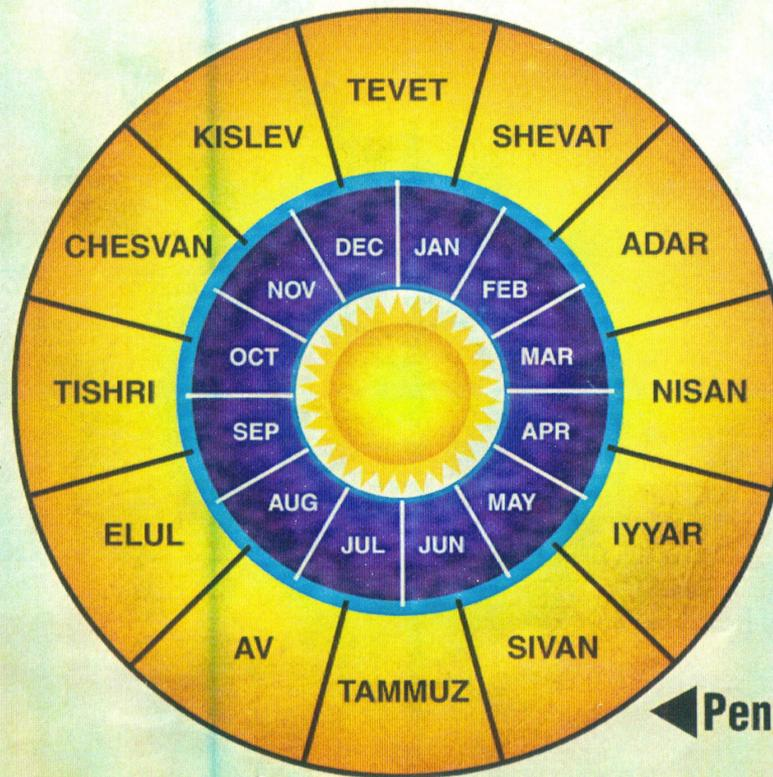 TEVET
SHEVAT
ADAR
NISAN
IYYAR
SIVAN
TAMMUZ
AV
ELUL
TISHRI
CHESVAN
KISLEV
JAN
FEB
MAR
APR
MAY
JUN
JUL
AUG
SEP
OCT
NOV
DEC